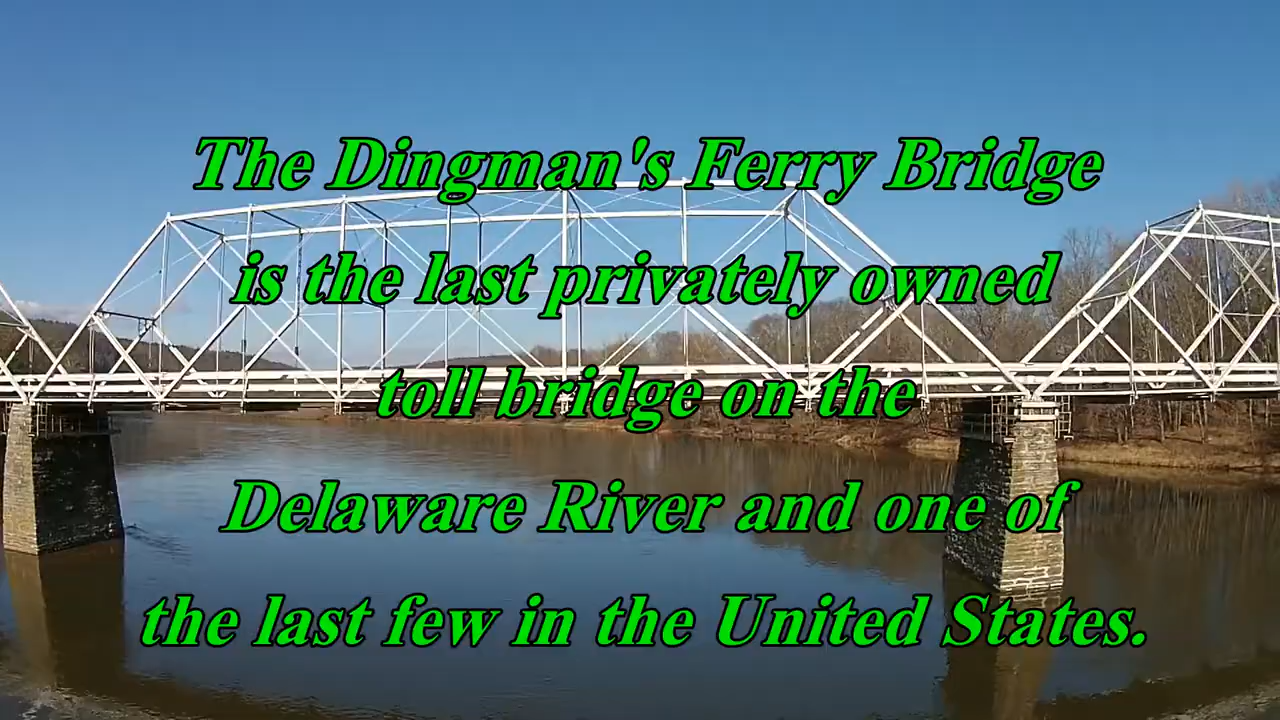 The Dingman's Ferry Bridge
is the last privately owned
toll bridge on the
Delaware River and one of
the last few in the United States.